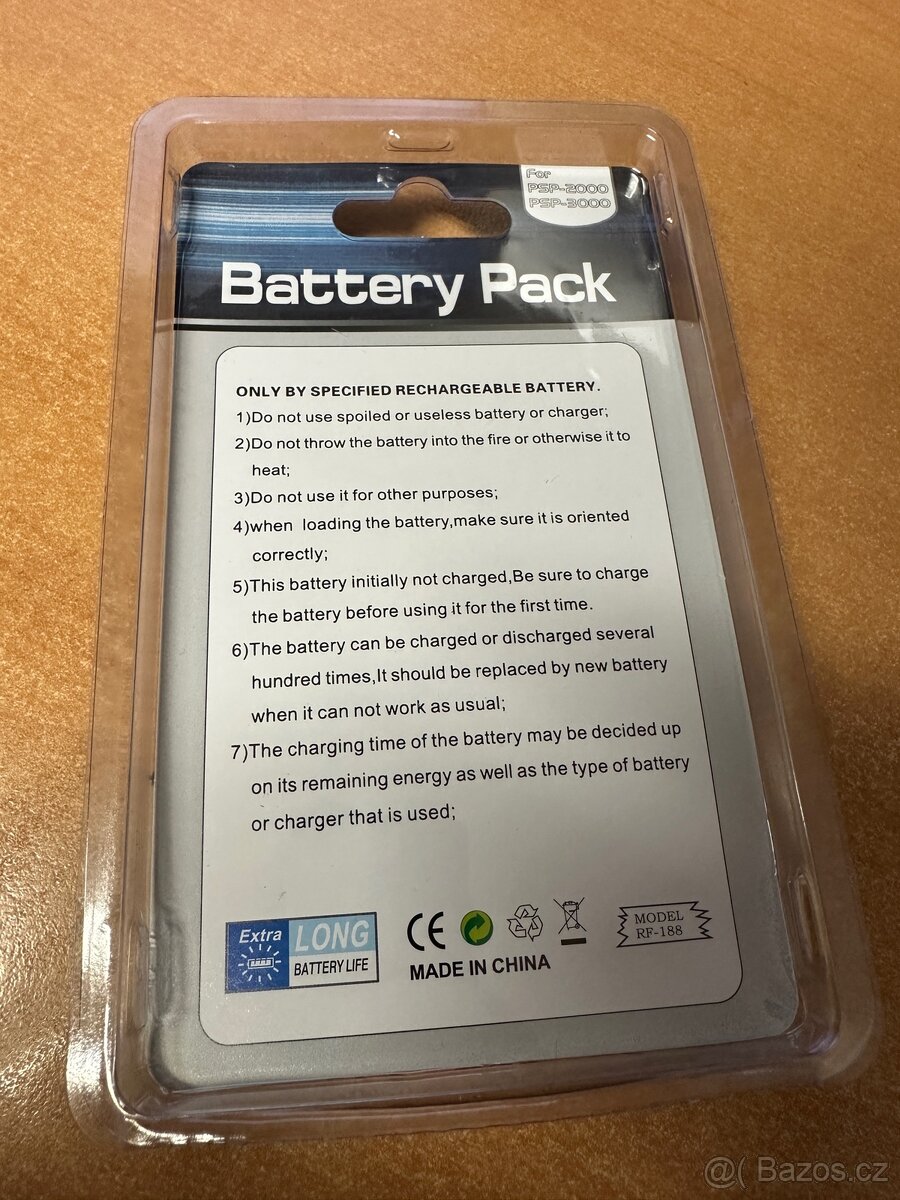 For
PSP-2000
PSP-3000
Battery Pack
ONLY BY SPECIFIED RECHARGEABLE BATTERY.
1)Do not use spoiled or useless battery or charger;
2)Do not throw the battery into the fire or otherwise it to
heat;
3)Do not use it for other purposes;
4)when loading the battery,make sure it is oriented
correctly;
5)This battery initially not charged,Be sure to charge
the battery before using it for the first time.
6)The battery can be charged or discharged several
hundred times,It should be replaced by new battery
when it can not work as usual;
7)The charging time of the battery may be decided up
on its remaining energy as well as the type of battery
or charger that is used;
Extra LONG
BATTERY LIFE
CE
MADE IN CHINA
MODEL
RF-188
@( Bazos.cz